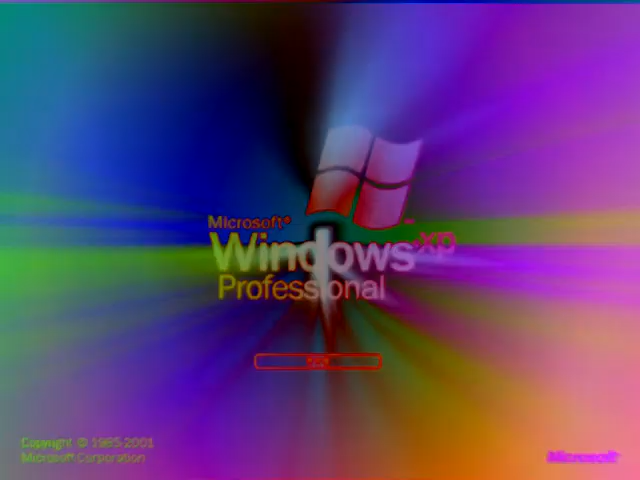 Microsoft®
Windows xp
Professional
Copyright © 1985-2001
Microsoft Corporation
Microsoft